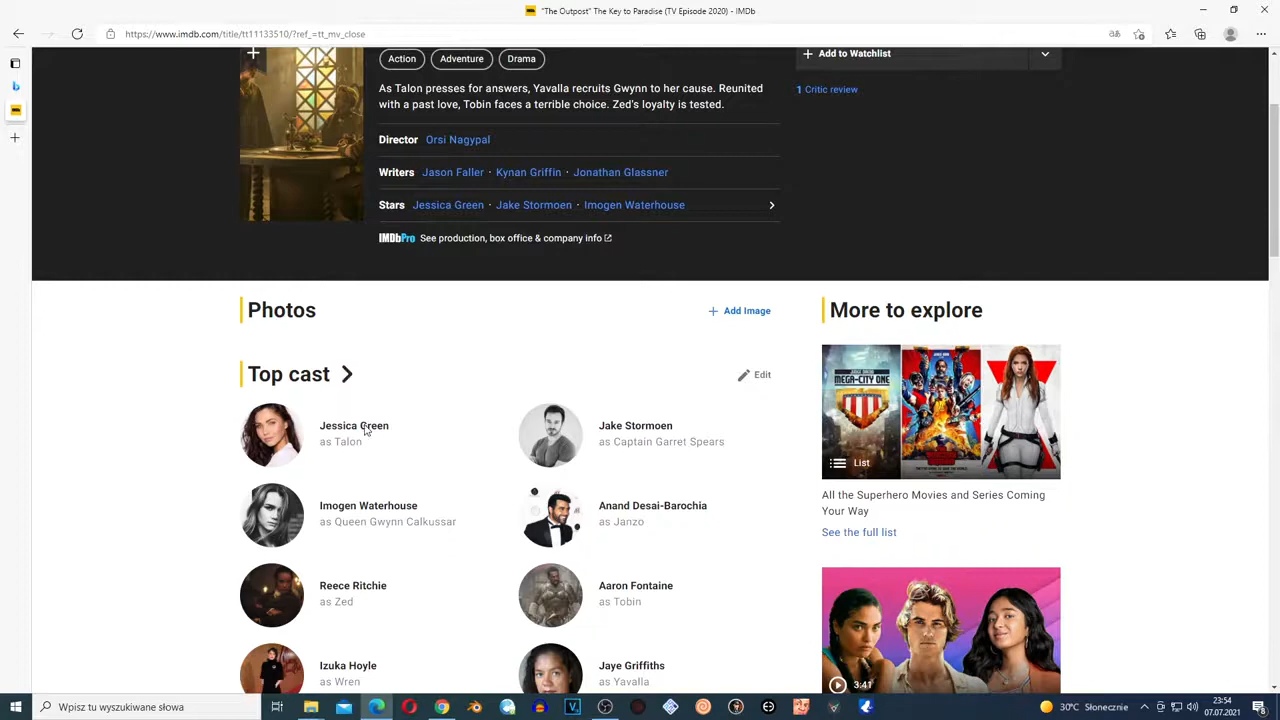 "The Outpost" The Key to Paradise (TV Episode 2020) - IMDb
https://www.imdb.com/title/tt11133510/?ref_=tt_mv_close
Action
Adventure
Drama
Add to Watchlist
As Talon presses for answers, Yavalla recruits Gwynn to her cause. Reunited
with a past love, Tobin faces a terrible choice. Zed's loyalty is tested.
1 Critic review
Director Orsi Nagypal
Writers Jason Faller · Kynan Griffin · Jonathan Glassner
Stars Jessica Green · Jake Stormoen · Imogen Waterhouse
IMDbPro See production, box office & company info
Photos
+ Add Image
More to explore
Top cast
Edit
MEGA-CITY ONE
List
Jessica Green
as Talon
Jake Stormoen
as Captain Garret Spears
Imogen Waterhouse
as Queen Gwynn Calkussar
Anand Desai-Barochia
as Janzo
All the Superhero Movies and Series Coming
Your Way
See the full list
Reece Ritchie
as Zed
Aaron Fontaine
as Tobin
Izuka Hoyle
as Wren
Jaye Griffiths
as Yavalla
3:41
Wpisz tu wyszukiwane słowa
30°C Słonecznie
23:54
07.07.2021